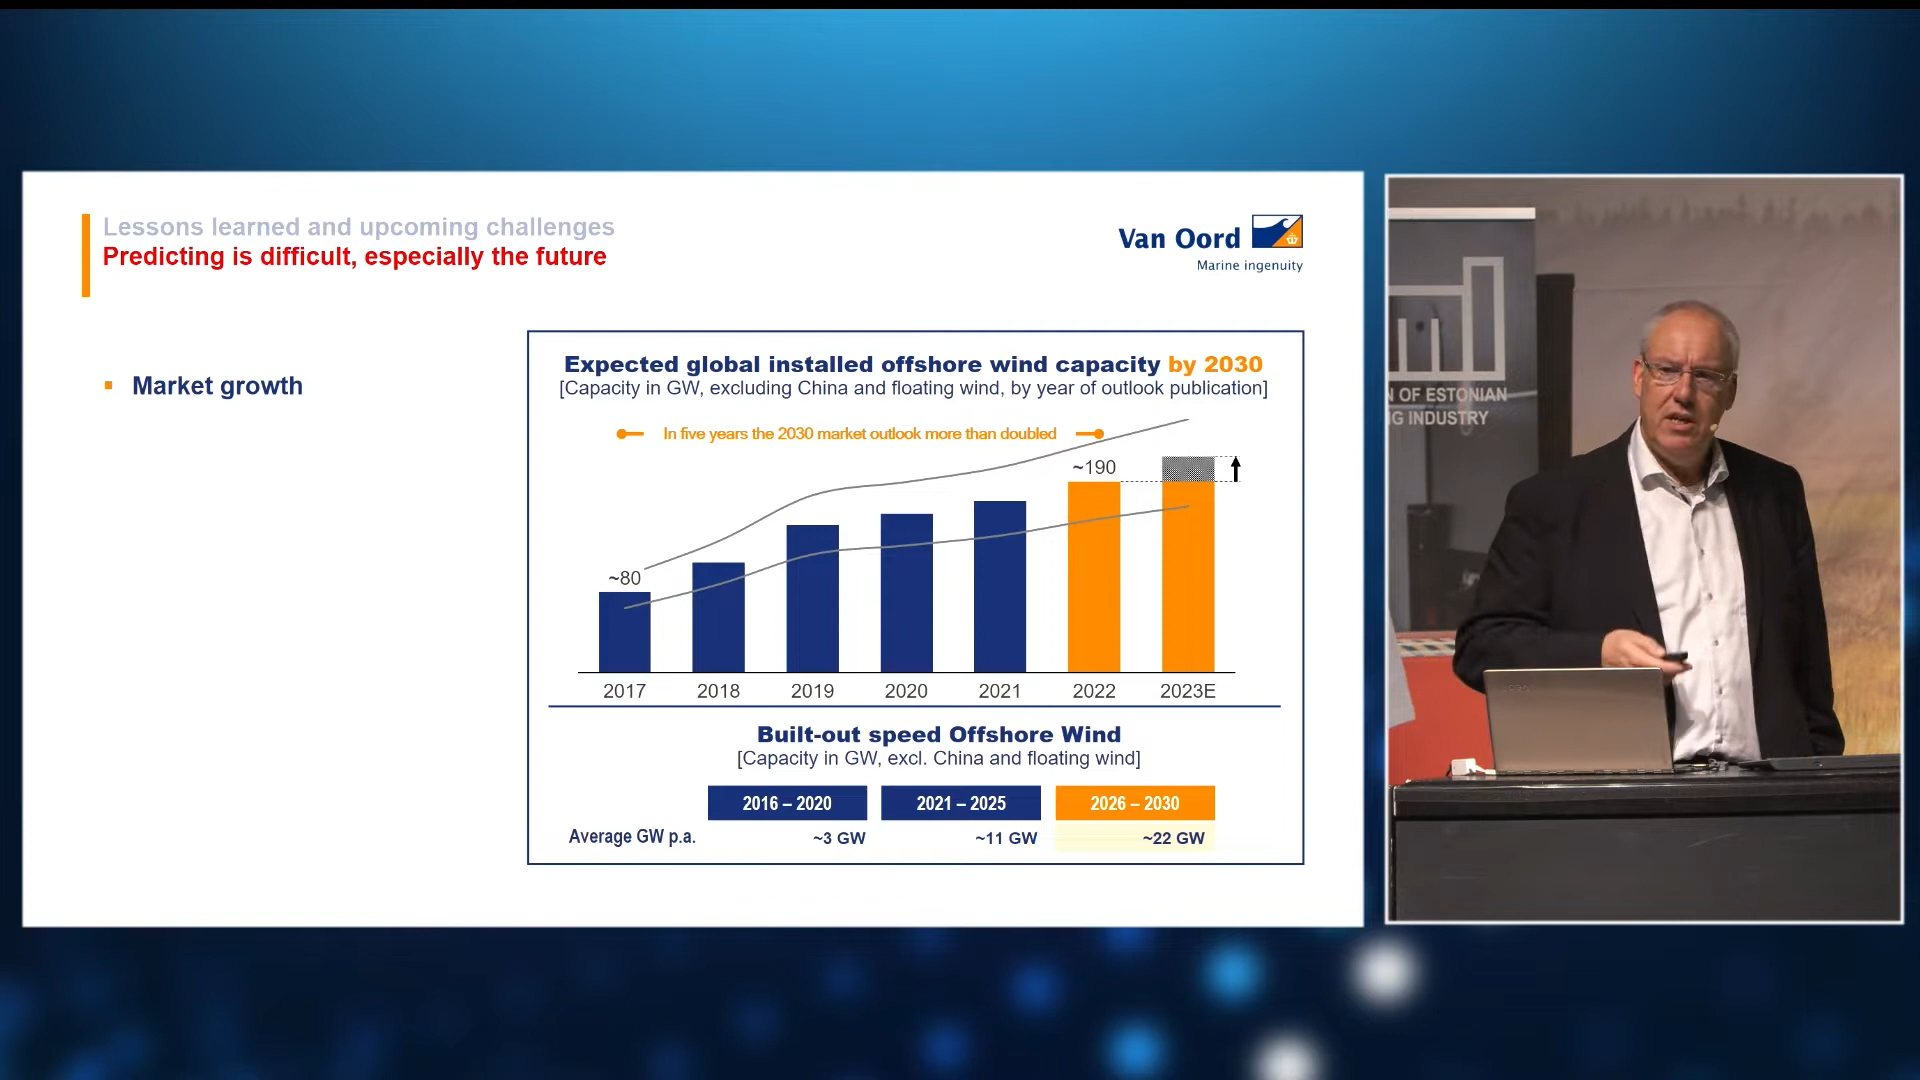 Lessons learned and upcoming challenges
Predicting is difficult, especially the future
Van Oord
Marine ingenuity
Market growth
Expected global installed offshore wind capacity by 2030
[Capacity in GW, excluding China and floating wind, by year of outlook publication]
In five years the 2030 market outlook more than doubled
~190
~80
2017 2018 2019 2020 2021 2022 2023E
Built-out speed Offshore Wind
[Capacity in GW, excl. China and floating wind]
2016 – 2020 2021 – 2025 2026 – 2030
Average GW p.a. ~3 GW ~11 GW ~22 GW
N OF ESTONIAN
G INDUSTRY